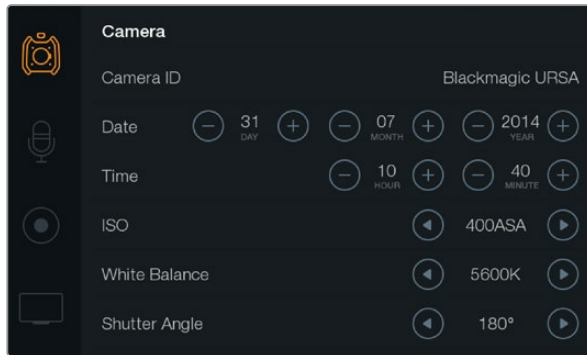 Camera
Camera ID Blackmagic URSA
Date 31 DAY 07 MONTH 2014 YEAR
Time 10 HOUR 40 MINUTE
ISO 400ASA
White Balance 5600K
Shutter Angle 180°